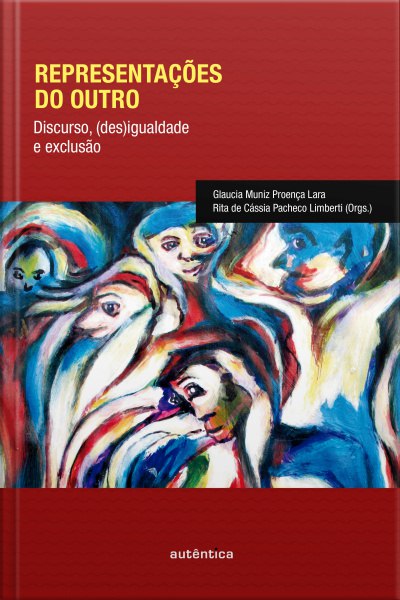 REPRESENTAÇÕES
DO OUTRO
Discurso, (des)igualdade
e exclusão
Glaucia Muniz Proença Lara
Rita de Cássia Pacheco Limberti (Orgs.)
autêntica